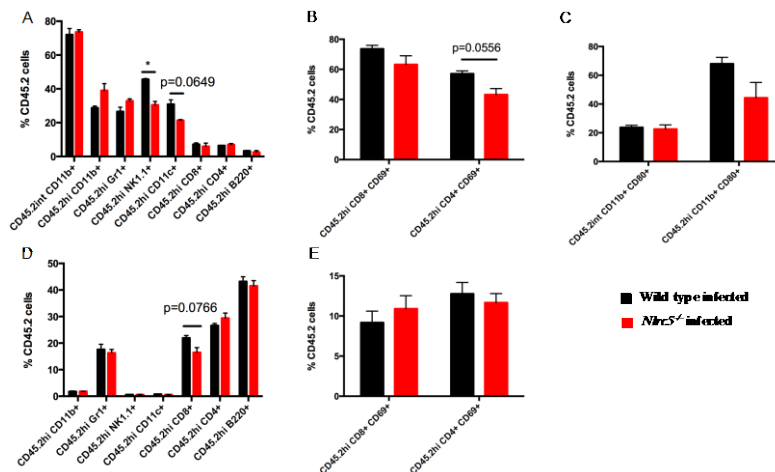 A
% CD45.2 cells
80
60
40
20
0
*
p=0.0649
CD45.2int CD11b+
CD45.2hi CD11b+
CD45.2hi Gr1+
CD45.2hi NK1.1+
CD45.2hi CD11c+
CD45.2hi CD8+
CD45.2hi CD4+
CD45.2hi B220+
B
% CD45.2 cells
100
80
60
40
20
0
p=0.0556
CD45.2hi CD8+ CD69+
CD45.2hi CD4+ CD69+
C
% CD45.2 cells
80
60
40
20
0
CD45.2int CD11b+ CD80+
CD45.2hi CD11b+ CD80+
D
% CD45.2 cells
50
40
30
20
10
0
p=0.0766
CD45.2hi CD11b+
CD45.2hi Gr1+
CD45.2hi NK1.1+
CD45.2hi CD11c+
CD45.2hi CD8+
CD45.2hi CD4+
CD45.2hi B220+
E
% CD45.2 cells
15
10
5
0
CD45.2hi CD8+ CD69+
CD45.2hi CD4+ CD69+
Wild type infected
Nlrc5-/- infected